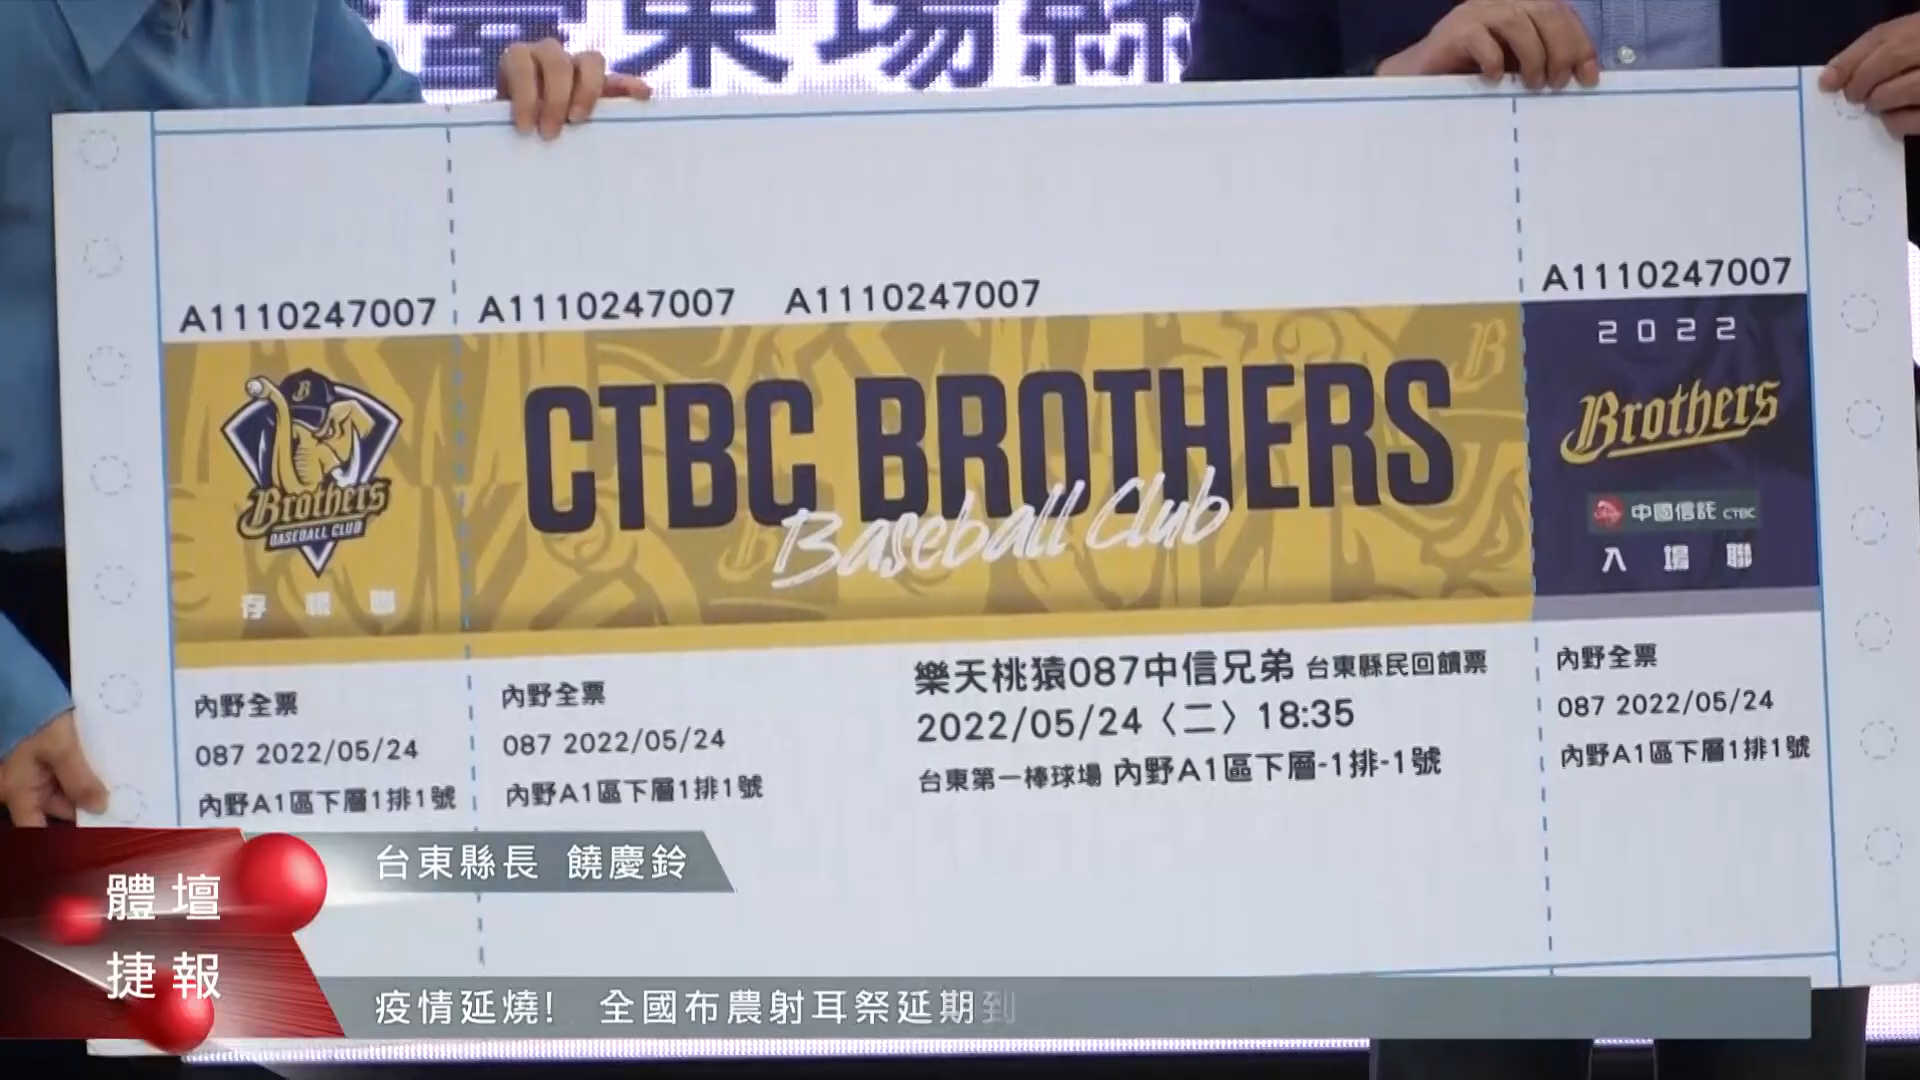 臺東場
A1110247007
A1110247007
A1110247007
A1110247007
2022
Brothers
BASEBALL CLUB
CTBC BROTHERS
Baseball Club
Brothers
中國信託 CTBC
入場聯
內野全票
087 2022/05/24
內野A1區下層1排1號
內野全票
087 2022/05/24
內野A1區下層1排1號
樂天桃猿087中信兄弟 台東縣民回饋票
2022/05/24〈二〉18:35
台東第一棒球場 內野A1區下層-1排-1號
內野全票
087 2022/05/24
內野A1區下層1排1號
台東縣長 饒慶鈴
體壇
捷報
疫情延燒! 全國布農射耳祭延期到